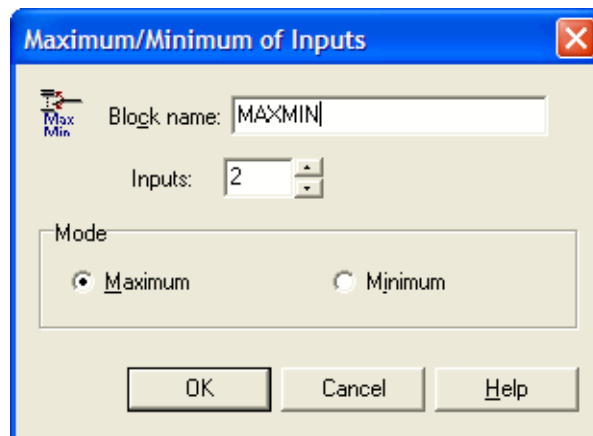 Maximum/Minimum of Inputs
Max
Min
Block name: MAXMIN
Inputs: 2
Mode
Maximum Minimum
OK Cancel Help